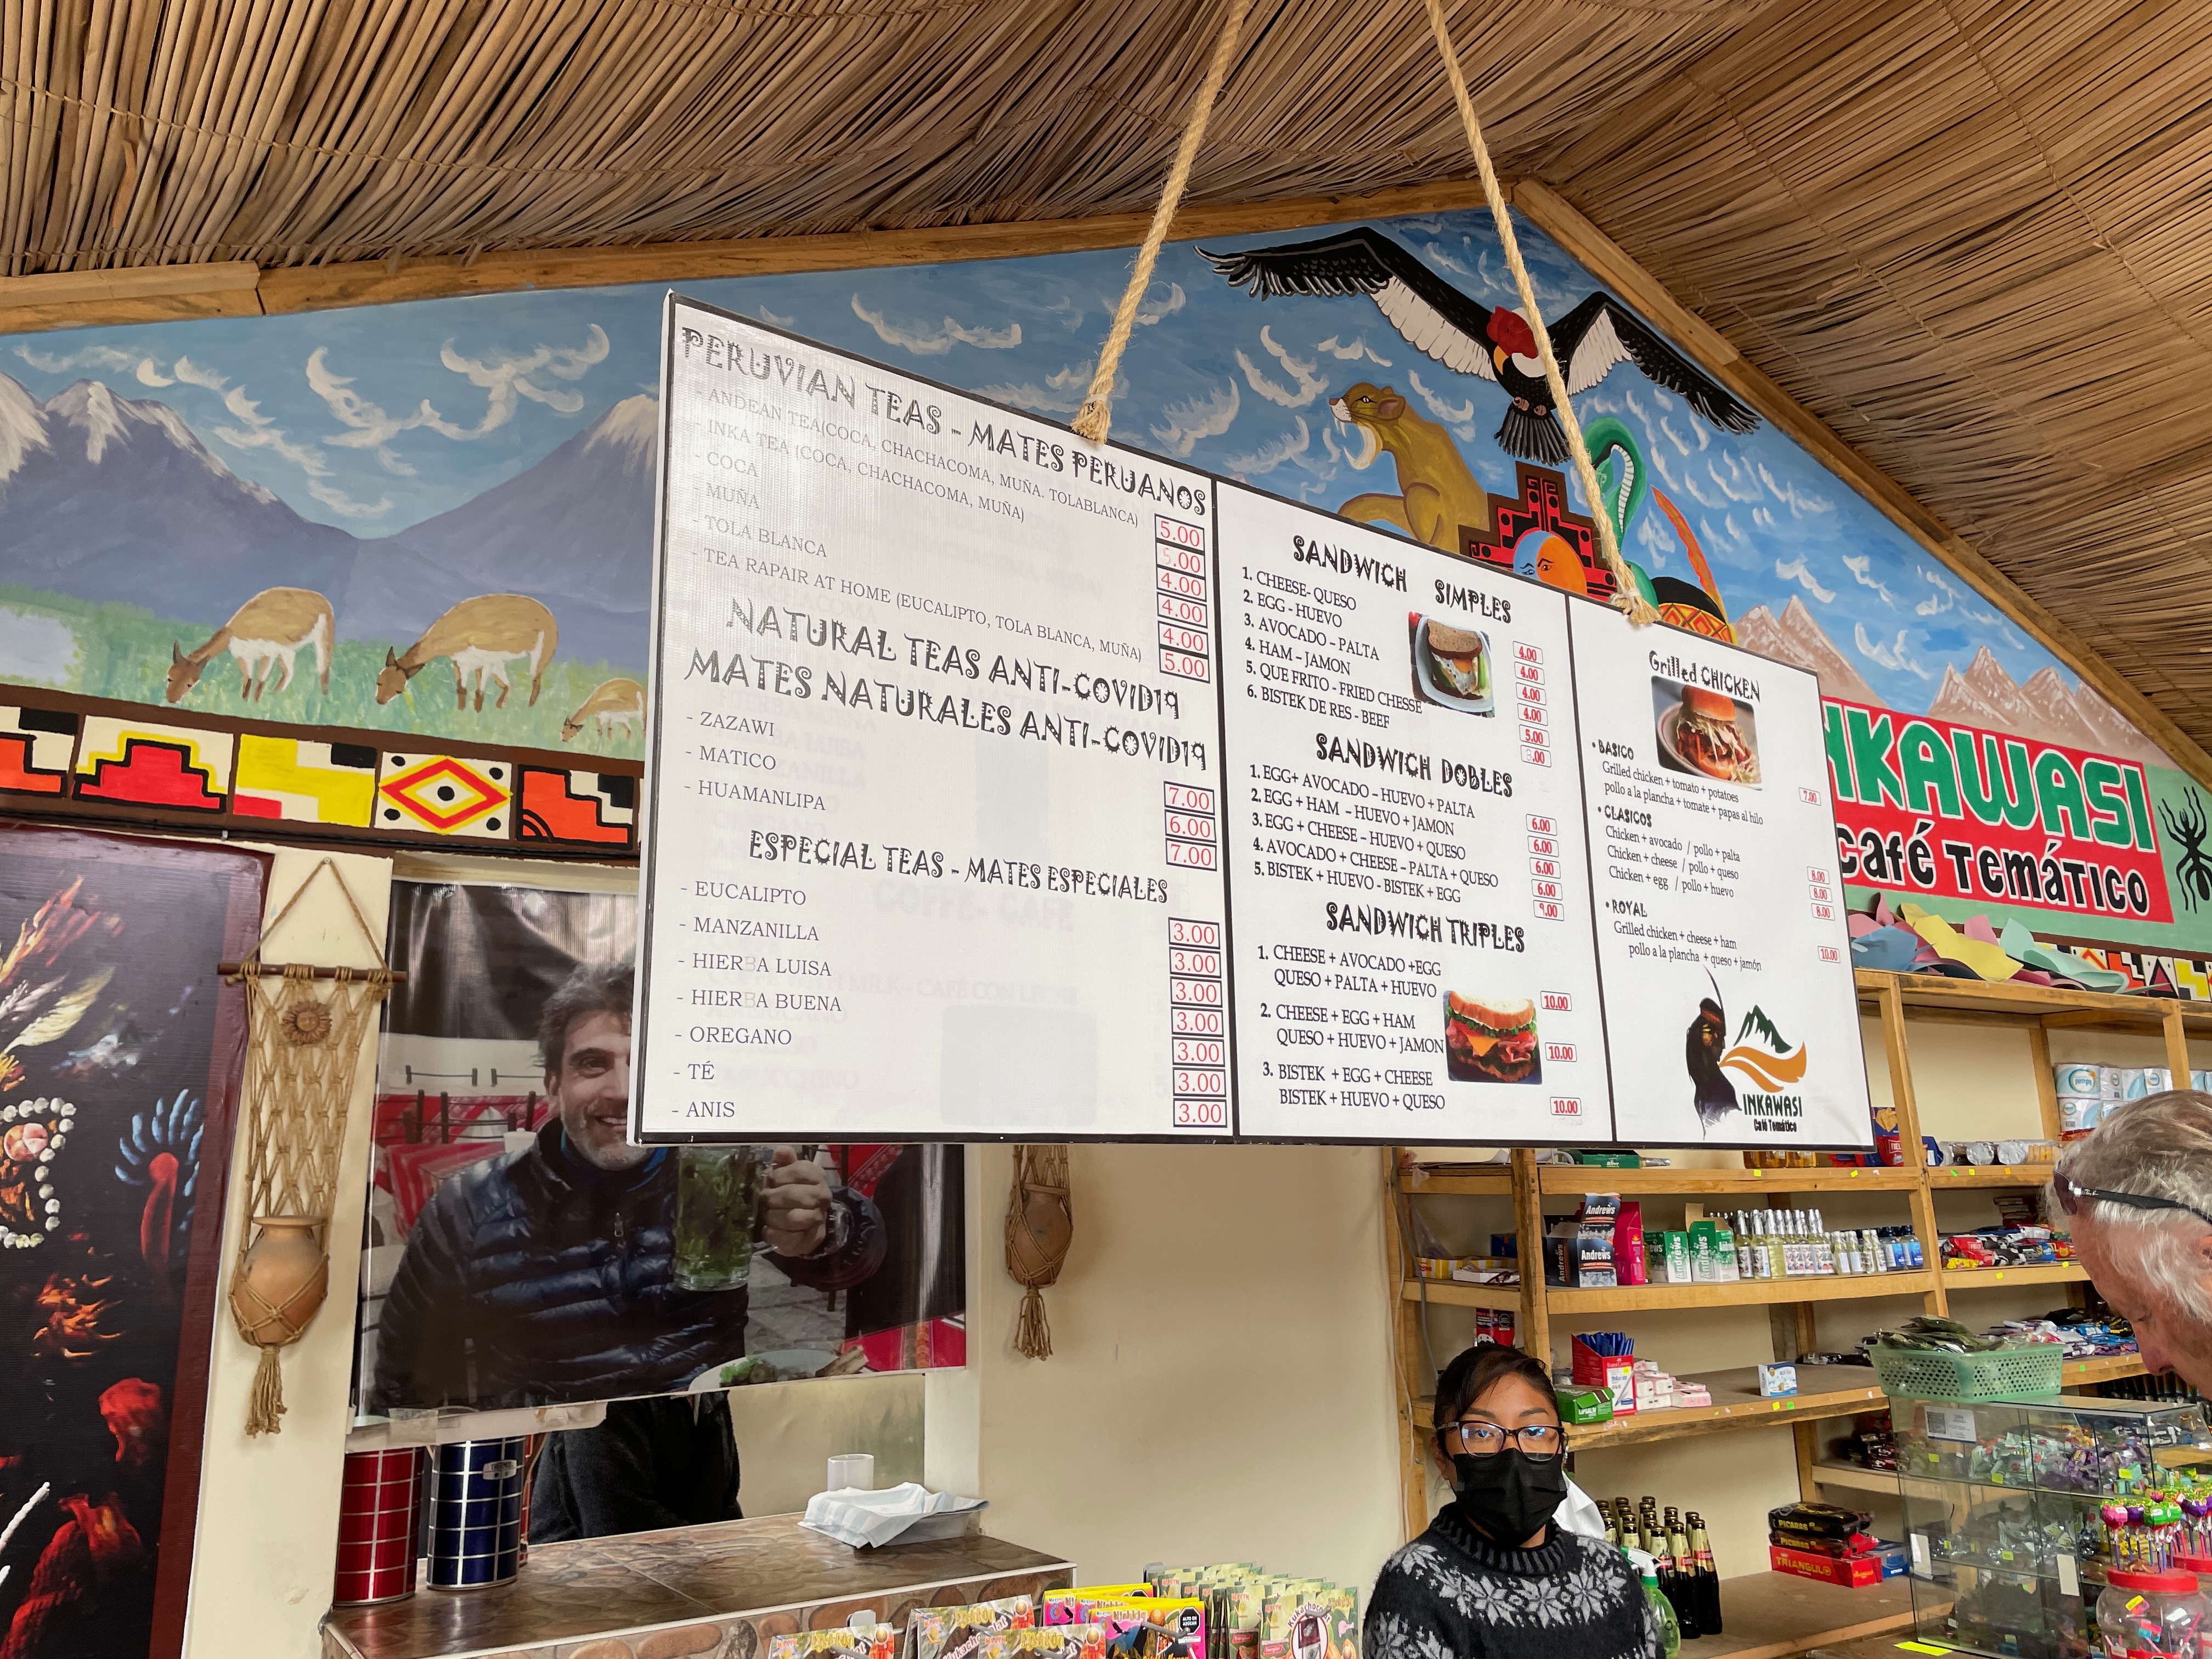 PERUVIAN TEAS - MATES PERUANOS
- ANDEAN TEA(COCA, CHACHACOMA, MUÑA. TOLABLANCA) 5.00
- INKA TEA (COCA, CHACHACOMA, MUÑA) 5.00
- COCA 4.00
- MUÑA 4.00
- TOLA BLANCA 4.00
- TEA RAPAIR AT HOME (EUCALIPTO, TOLA BLANCA, MUÑA) 5.00
NATURAL TEAS ANTI-COVID19
MATES NATURALES ANTI-COVID19
- ZAZAWI 7.00
- MATICO 6.00
- HUAMANLIPA 7.00
ESPECIAL TEAS - MATES ESPECIALES
- EUCALIPTO 3.00
- MANZANILLA 3.00
- HIERBA LUISA 3.00
- HIERBA BUENA 3.00
- OREGANO 3.00
- TÉ 3.00
- ANIS 3.00
SANDWICH SIMPLES
1. CHEESE- QUESO 4.00
2. EGG - HUEVO 4.00
3. AVOCADO - PALTA 4.00
4. HAM - JAMON 4.00
5. QUE FRITO - FRIED CHESSE 5.00
6. BISTEK DE RES - BEEF 8.00
SANDWICH DOBLES
1. EGG+ AVOCADO - HUEVO + PALTA 6.00
2. EGG + HAM - HUEVO + JAMON 6.00
3. EGG + CHEESE - HUEVO + QUESO 6.00
4. AVOCADO + CHEESE - PALTA + QUESO 6.00
5. BISTEK + HUEVO - BISTEK + EGG 9.00
SANDWICH TRIPLES
1. CHEESE + AVOCADO +EGG
QUESO + PALTA + HUEVO 10.00
2. CHEESE + EGG + HAM
QUESO + HUEVO + JAMON 10.00
3. BISTEK + EGG + CHEESE
BISTEK + HUEVO + QUESO 10.00
Grilled CHICKEN
• BASICO
Grilled chicken + tomato + potatoes
pollo a la plancha + tomate + papas al hilo 7.00
• CLASICOS
Chicken + avocado / pollo + palta 8.00
Chicken + cheese / pollo + queso 8.00
Chicken + egg / pollo + huevo 8.00
• ROYAL
Grilled chicken + cheese + ham
pollo a la plancha + queso + jamón 10.00
INKAWASI
Café Temático
INKAWASI
Café Temático
Andrews
Andrews
Andrews
Andrews
PICARAS
PICARAS
TRIANGULO